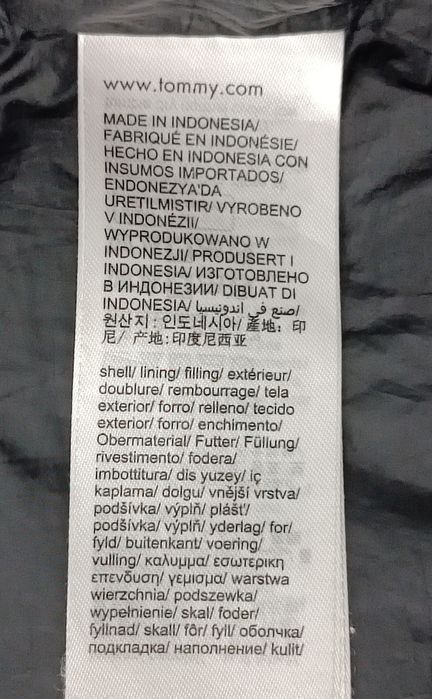 www.tommy.com
MADE IN INDONESIA/
FABRIQUÉ EN INDONÉSIE/
HECHO EN INDONESIA CON
INSUMOS IMPORTADOS/
ENDONEZYA'DA
URETILMISTIR/ VYROBENO
V INDONÉZII/
WYPRODUKOWANO W
INDONEZJI/ PRODUSERT I
INDONESIA/ ИЗГОТОВЛЕНО
В ИНДОНЕЗИИ/ DIBUAT DI
INDONESIA/ صنع في اندونيسيا/
원산지: 인도네시아/ 產地: 印
尼/ 产地:印度尼西亚
shell/ lining/ filling/ extérieur/
doublure/ rembourrage/ tela
exterior/ forro/ relleno/ tecido
exterior/ forro/ enchimento/
Obermaterial/ Futter/ Füllung/
rivestimento/ fodera/
imbottitura/ dis yuzey/ iç
kaplama/ dolgu/ vnější vrstva/
podšívka/ výplň/ plášť/
podšívka/ výplň/ yderlag/ for/
fyld/ buitenkant/ voering/
vulling/ καλυμμα/ εσωτερικη
επενδυση/ γεμισμα/ warstwa
wierzchnia/ podszewka/
wypełnienie/ skal/ foder/
fyllnad/ skall/ fôr/ fyll/ оболчка/
подкладка/ наполнение/ kulit/